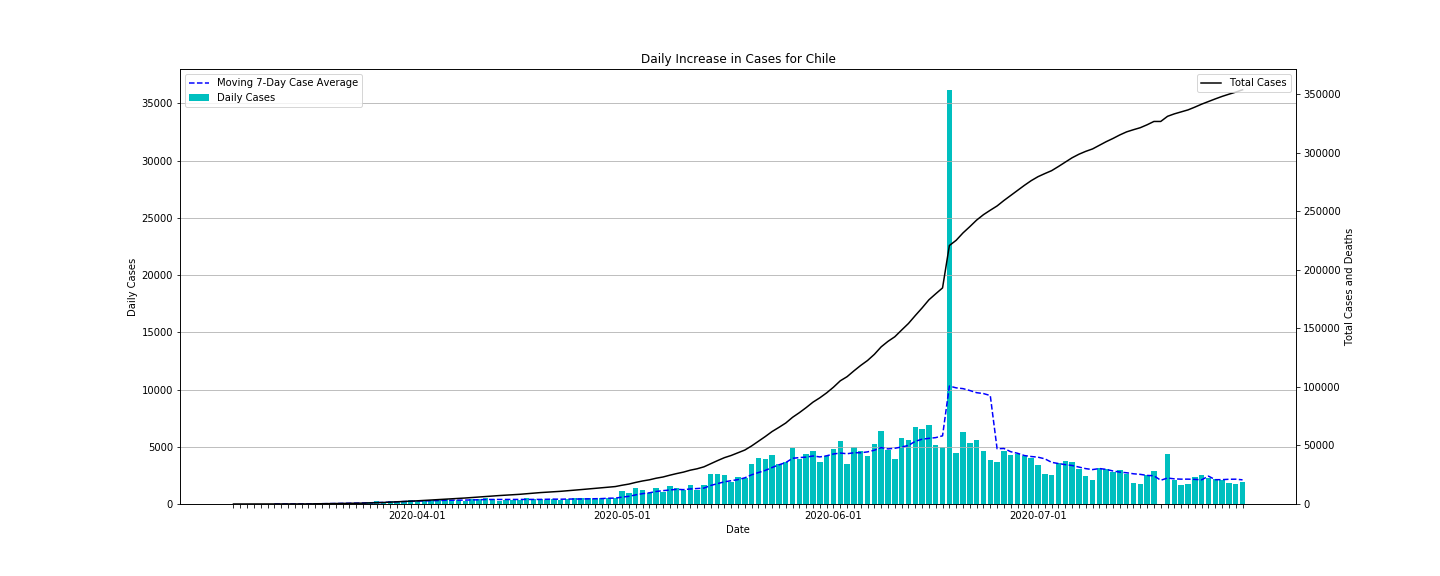 Daily Increase in Cases for Chile
Moving 7-Day Case Average
Daily Cases
Total Cases
35000
30000
25000
20000
15000
10000
5000
0
Daily Cases
350000
300000
250000
200000
150000
100000
50000
0
Total Cases and Deaths
2020-04-01
2020-05-01
2020-06-01
2020-07-01
Date